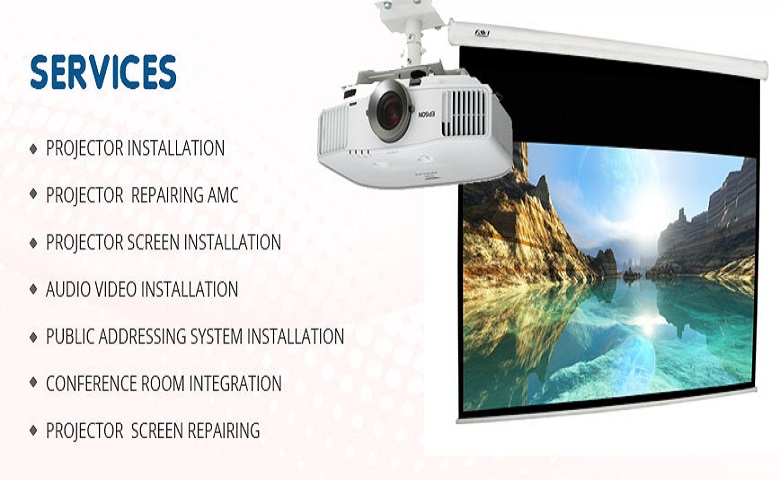 SERVICES
PROJECTOR INSTALLATION
PROJECTOR REPAIRING AMC
PROJECTOR SCREEN INSTALLATION
AUDIO VIDEO INSTALLATION
PUBLIC ADDRESSING SYSTEM INSTALLATION
CONFERENCE ROOM INTEGRATION
PROJECTOR SCREEN REPAIRING
EPSON